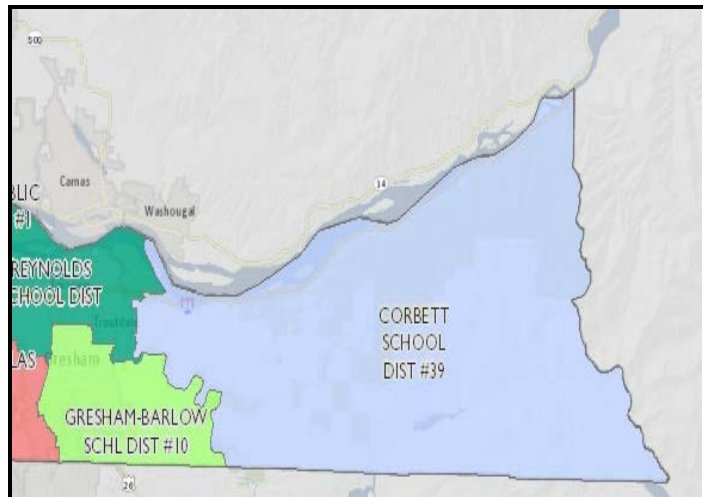 500
Camas
BLIC
#1
Washougal
14
REYNOLDS
SCHOOL DIST
Troutdale
CORBETT
SCHOOL
DIST #39
LAS
Gresham
GRESHAM-BARLOW
SCHL DIST #10
26